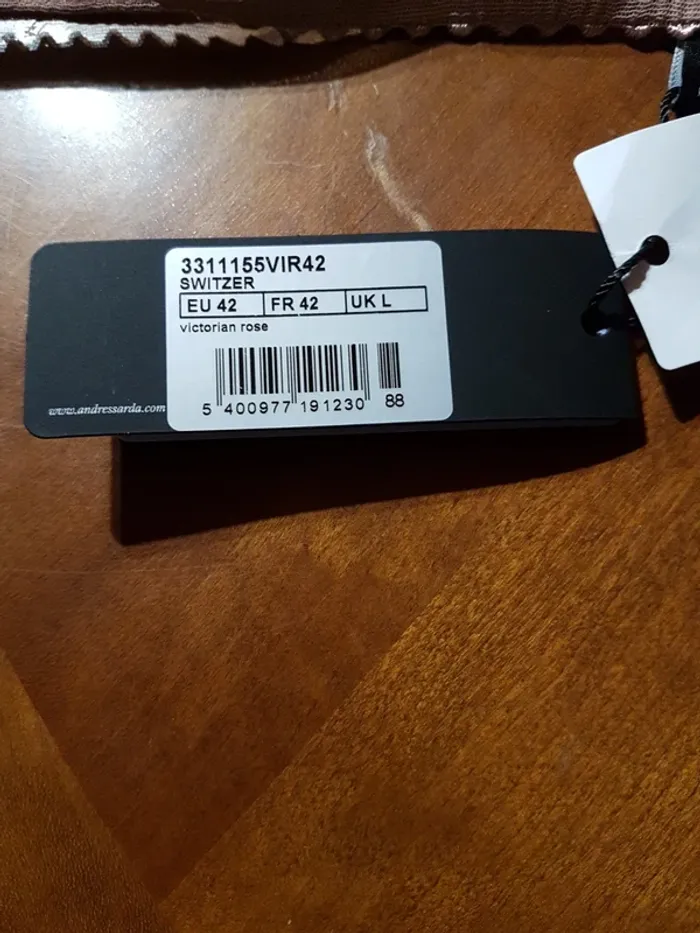 3311155VIR42
SWITZER
EU 42 FR 42 UK L
victorian rose
5 400977 191230 88
www.andressarda.com